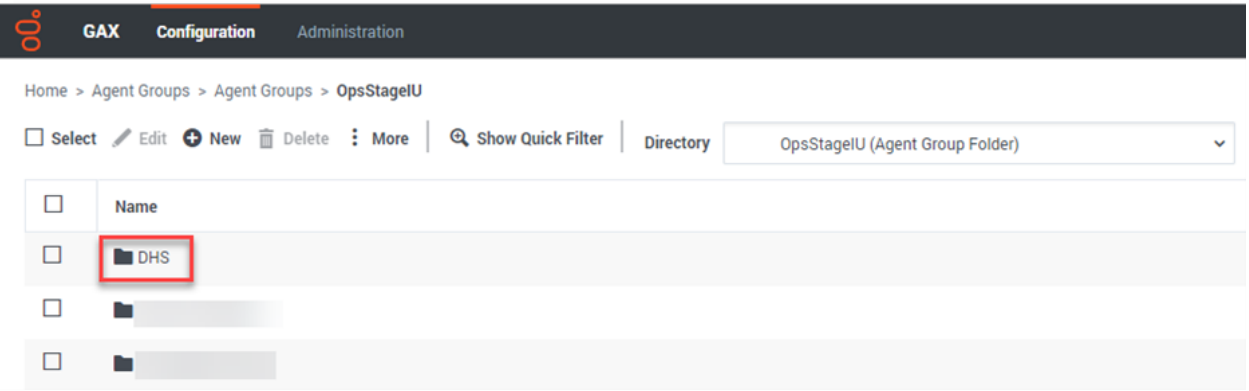 GAX Configuration Administration
Home > Agent Groups > Agent Groups > OpsStageIU
Select Edit New Delete More Show Quick Filter Directory OpsStageIU (Agent Group Folder)
Name
DHS